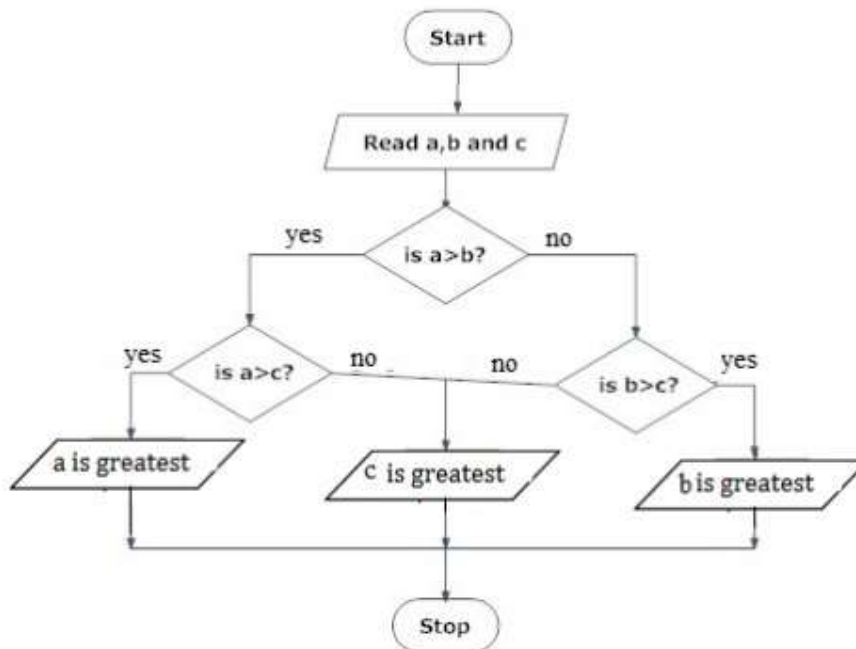 Start
Read a,b and c
is a>b?
yes
no
is a>c?
yes
no
no
is b>c?
yes
a is greatest
c is greatest
b is greatest
Stop